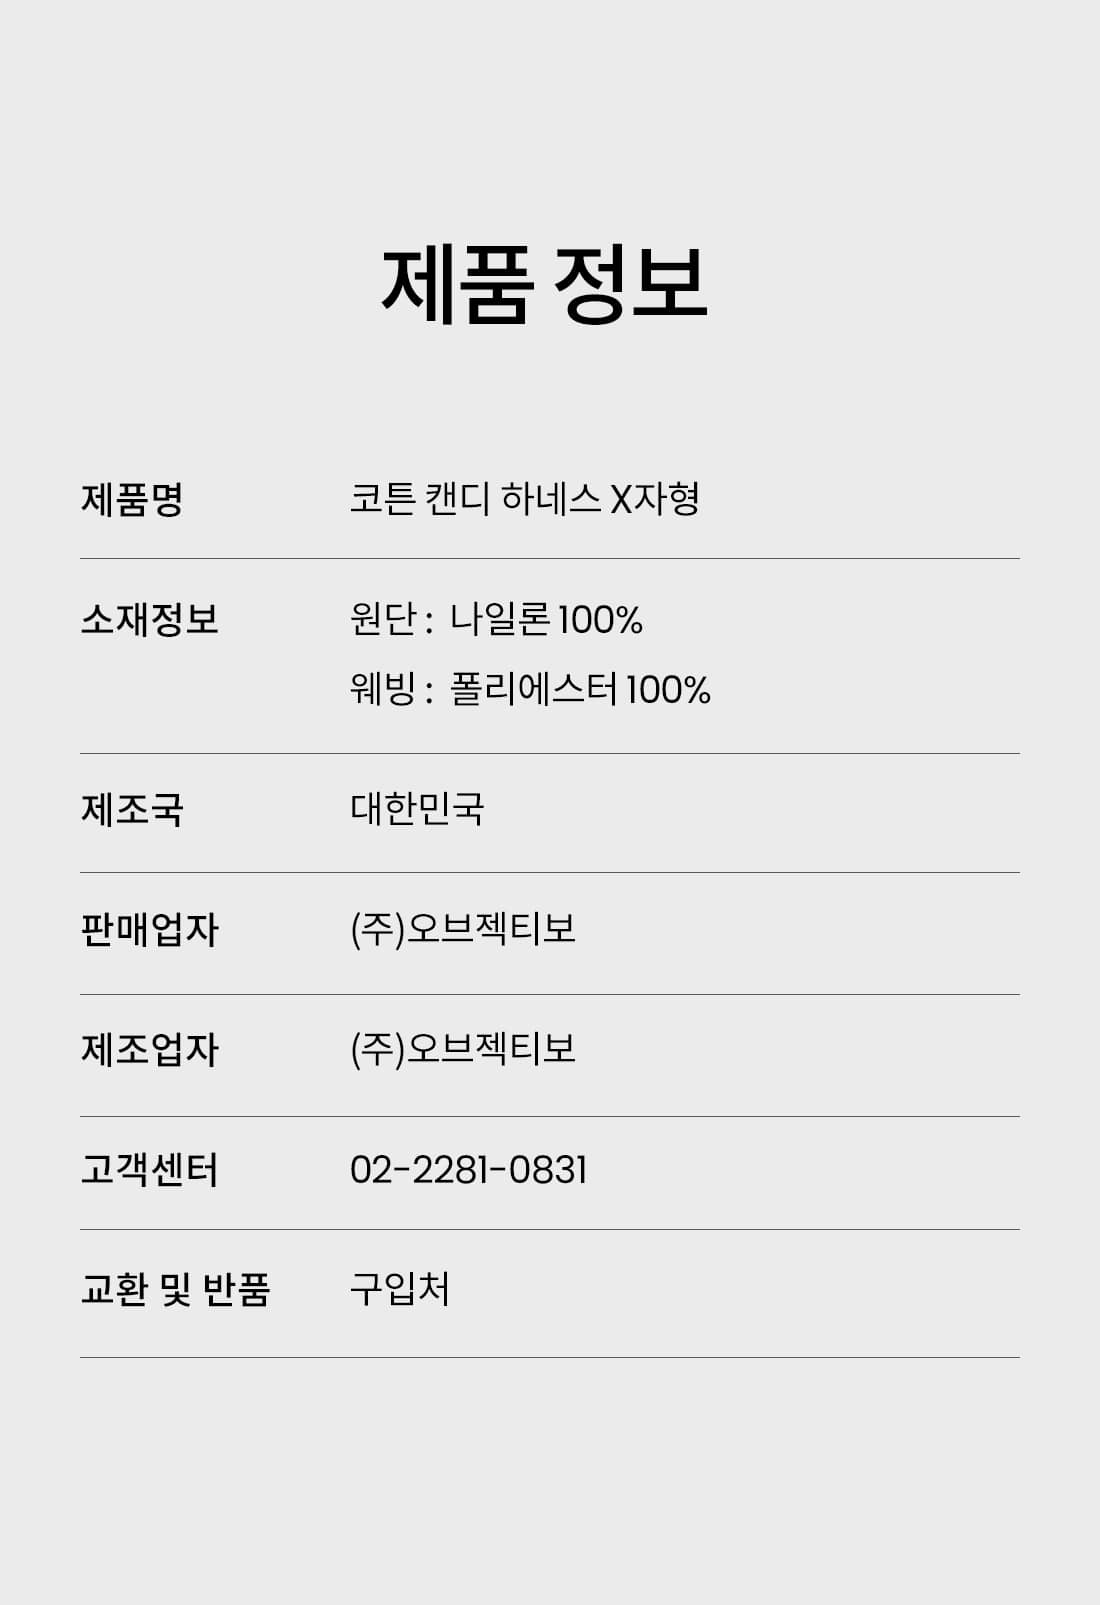 제품 정보
제품명 코튼 캔디 하네스 X자형
소재정보 원단 : 나일론 100%
웨빙 : 폴리에스터 100%
제조국 대한민국
판매업자 (주)오브젝티보
제조업자 (주)오브젝티보
고객센터 02-2281-0831
교환 및 반품 구입처